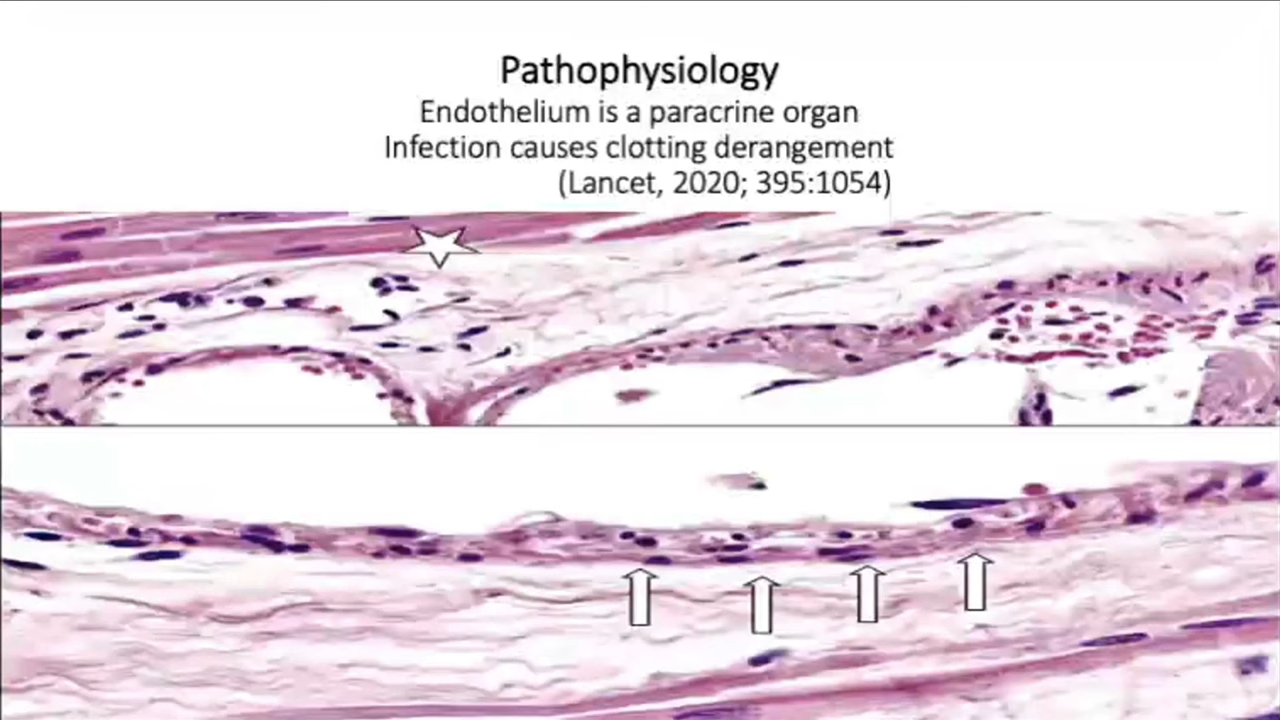 Pathophysiology
Endothelium is a paracrine organ
Infection causes clotting derangement
(Lancet, 2020; 395:1054)